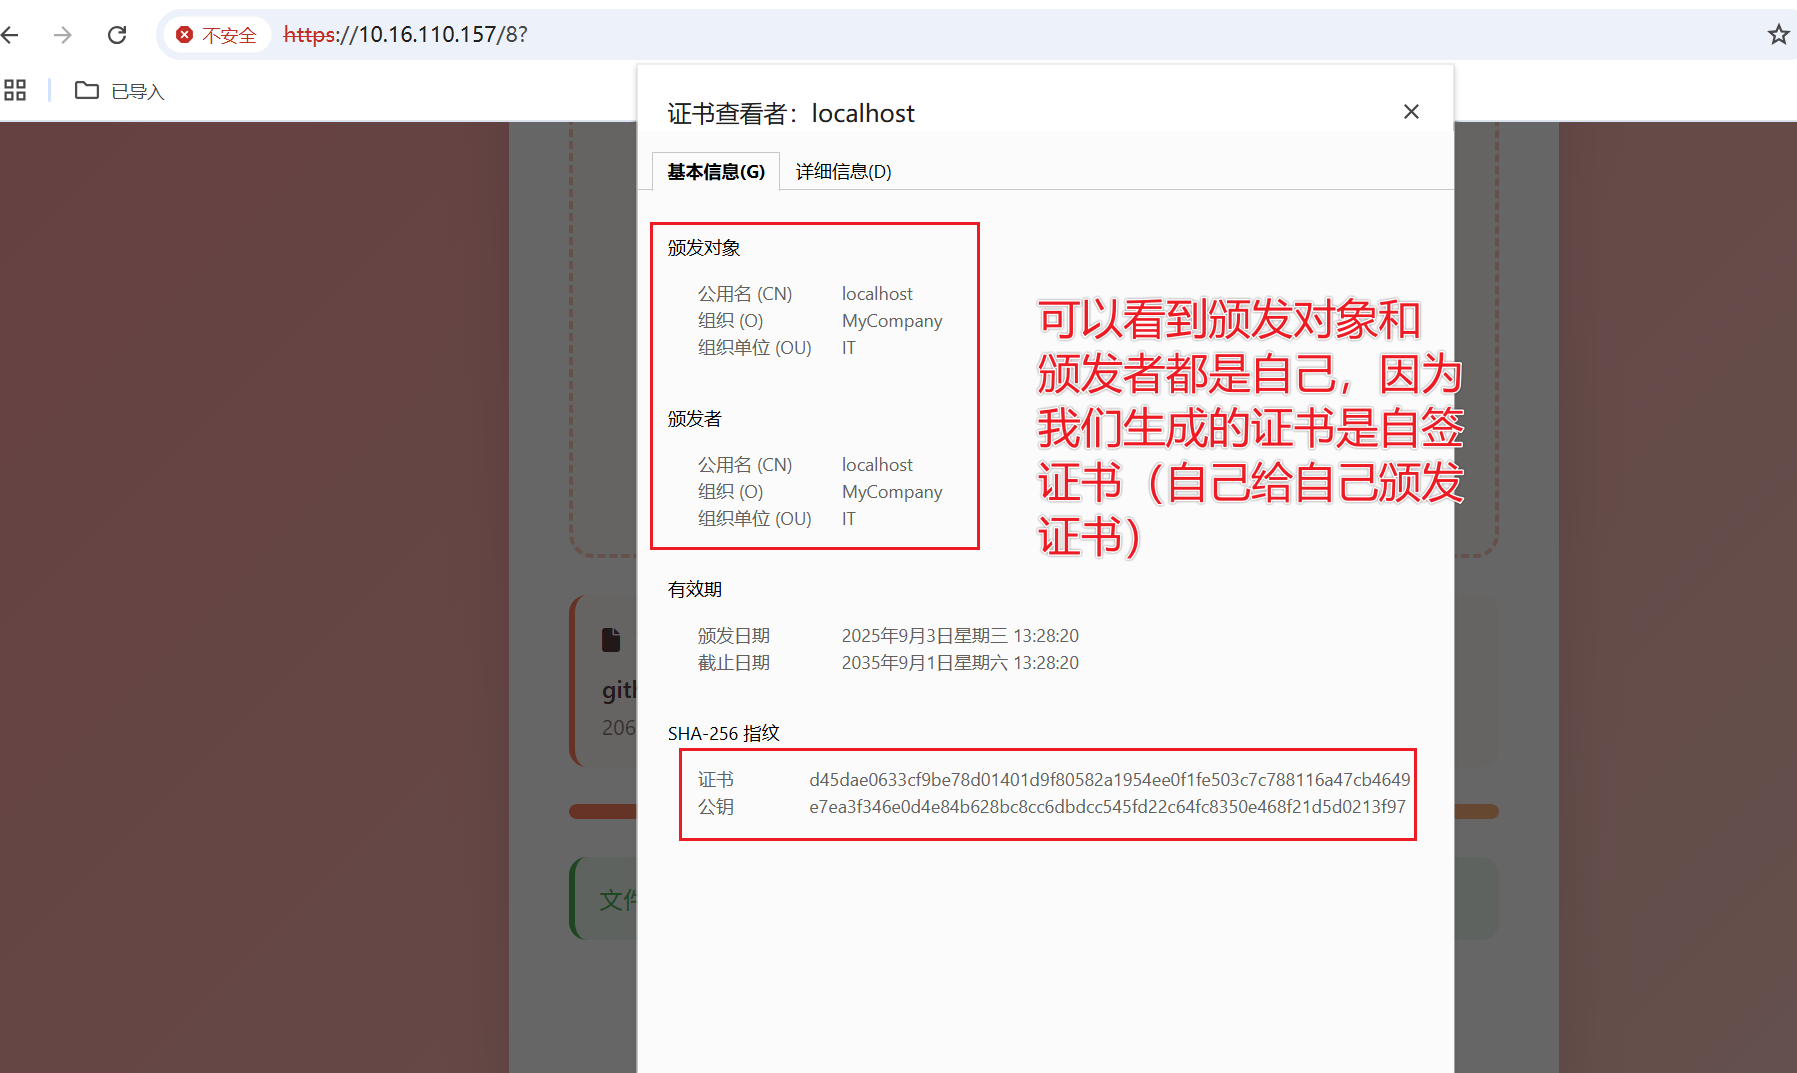 不安全 https://10.16.110.157/8?
已导入
证书查看者：localhost
基本信息(G) 详细信息(D)
颁发对象
公用名 (CN) localhost
组织 (O) MyCompany
组织单位 (OU) IT
颁发者
公用名 (CN) localhost
组织 (O) MyCompany
组织单位 (OU) IT
可以看到颁发对象和
颁发者都是自己，因为
我们生成的证书是自签
证书（自己给自己颁发
证书）
有效期
颁发日期 2025年9月3日星期三 13:28:20
截止日期 2035年9月1日星期六 13:28:20
SHA-256 指纹
证书 d45dae0633cf9be78d01401d9f80582a1954ee0f1fe503c7c788116a47cb4649
公钥 e7ea3f346e0d4e84b628bc8cc6dbdcc545fd22c64fc8350e468f21d5d0213f97
206